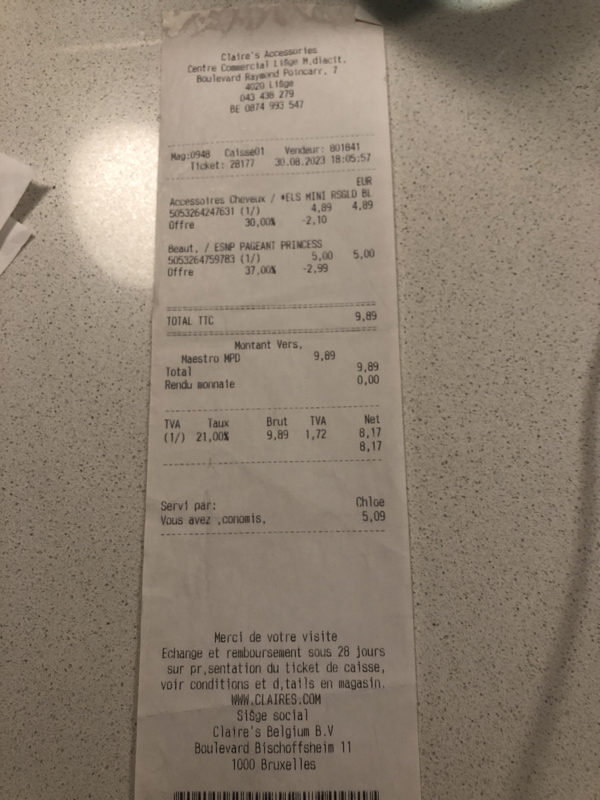 Claire's Accessories
Centre Commercial Lißge M,diacit,
Boulevard Raymond Poincarr, 7
4020 Lißge
043 438 279
BE 0874 993 547
Mag:0948 Caisse01 Vendeur: 801841
Ticket: 28177 30.08.2023 18:05:57
EUR
Accessoires Cheveux / *ELS MINI RSGLD BL
5053264247631 (1/) 4,89 4,89
Offre 30,00% -2,10
Beaut, / ESNP PAGEANT PRINCESS
5053264759783 (1/) 5,00 5,00
Offre 37,00% -2,99
TOTAL TTC 9,89
Montant Vers,
Maestro MPD 9,89
Total 9,89
Rendu monnaie 0,00
TVA Taux Brut TVA Net
(1/) 21,00% 9,89 1,72 8,17
8,17
Servi par: Chloe
Vous avez ,conomis, 5,09
Merci de votre visite
Echange et remboursement sous 28 jours
sur pr,sentation du ticket de caisse,
voir conditions et d,tails en magasin.
WWW.CLAIRES.COM
Sißge social
Claire's Belgium B.V
Boulevard Bischoffsheim 11
1000 Bruxelles